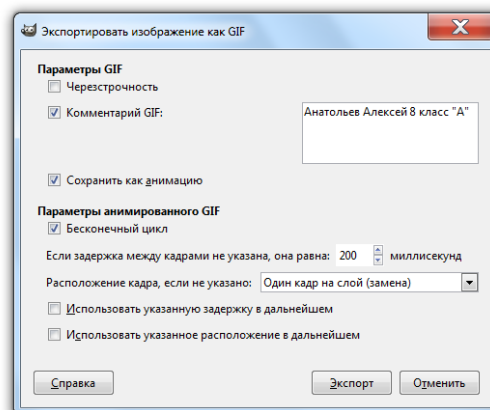 Экспортировать изображение как GIF
Параметры GIF
Черезстрочность
Комментарий GIF:
Анатольев Алексей 8 класс "А"
Сохранить как анимацию
Параметры анимированного GIF
Бесконечный цикл
Если задержка между кадрами не указана, она равна: 200 миллисекунд
Расположение кадра, если не указано: Один кадр на слой (замена)
Использовать указанную задержку в дальнейшем
Использовать указанное расположение в дальнейшем
Справка Экспорт Отменить